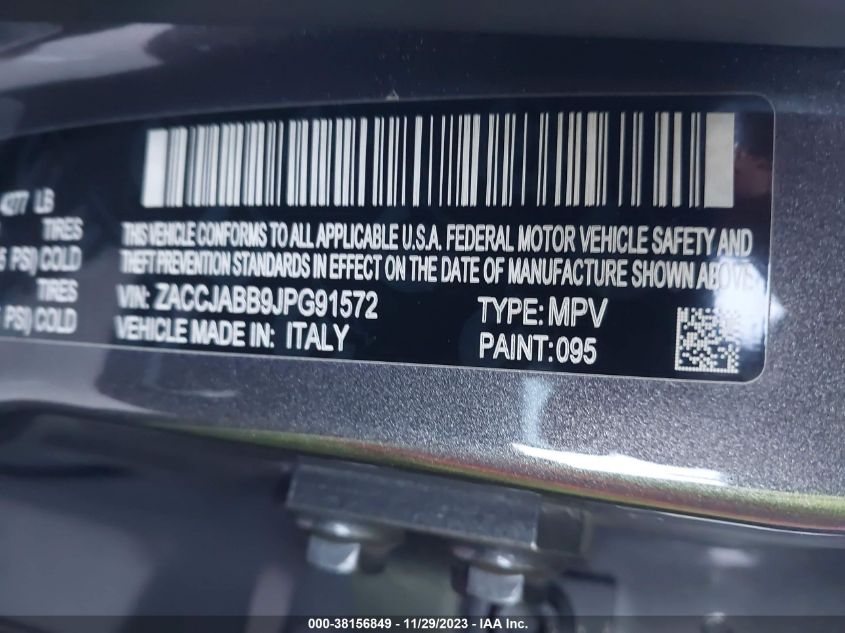 4277 LB
TIRES
5 PSI) COLD
TIRES
PSI) COLD
THIS VEHICLE CONFORMS TO ALL APPLICABLE U.S.A. FEDERAL MOTOR VEHICLE SAFETY AND
THEFT PREVENTION STANDARDS IN EFFECT ON THE DATE OF MANUFACTURE SHOWN ABOVE.
VIN: ZACCJABB9JPG91572 TYPE: MPV
VEHICLE MADE IN: ITALY PAINT: 095
000-38156849 - 11/29/2023 - IAA Inc.